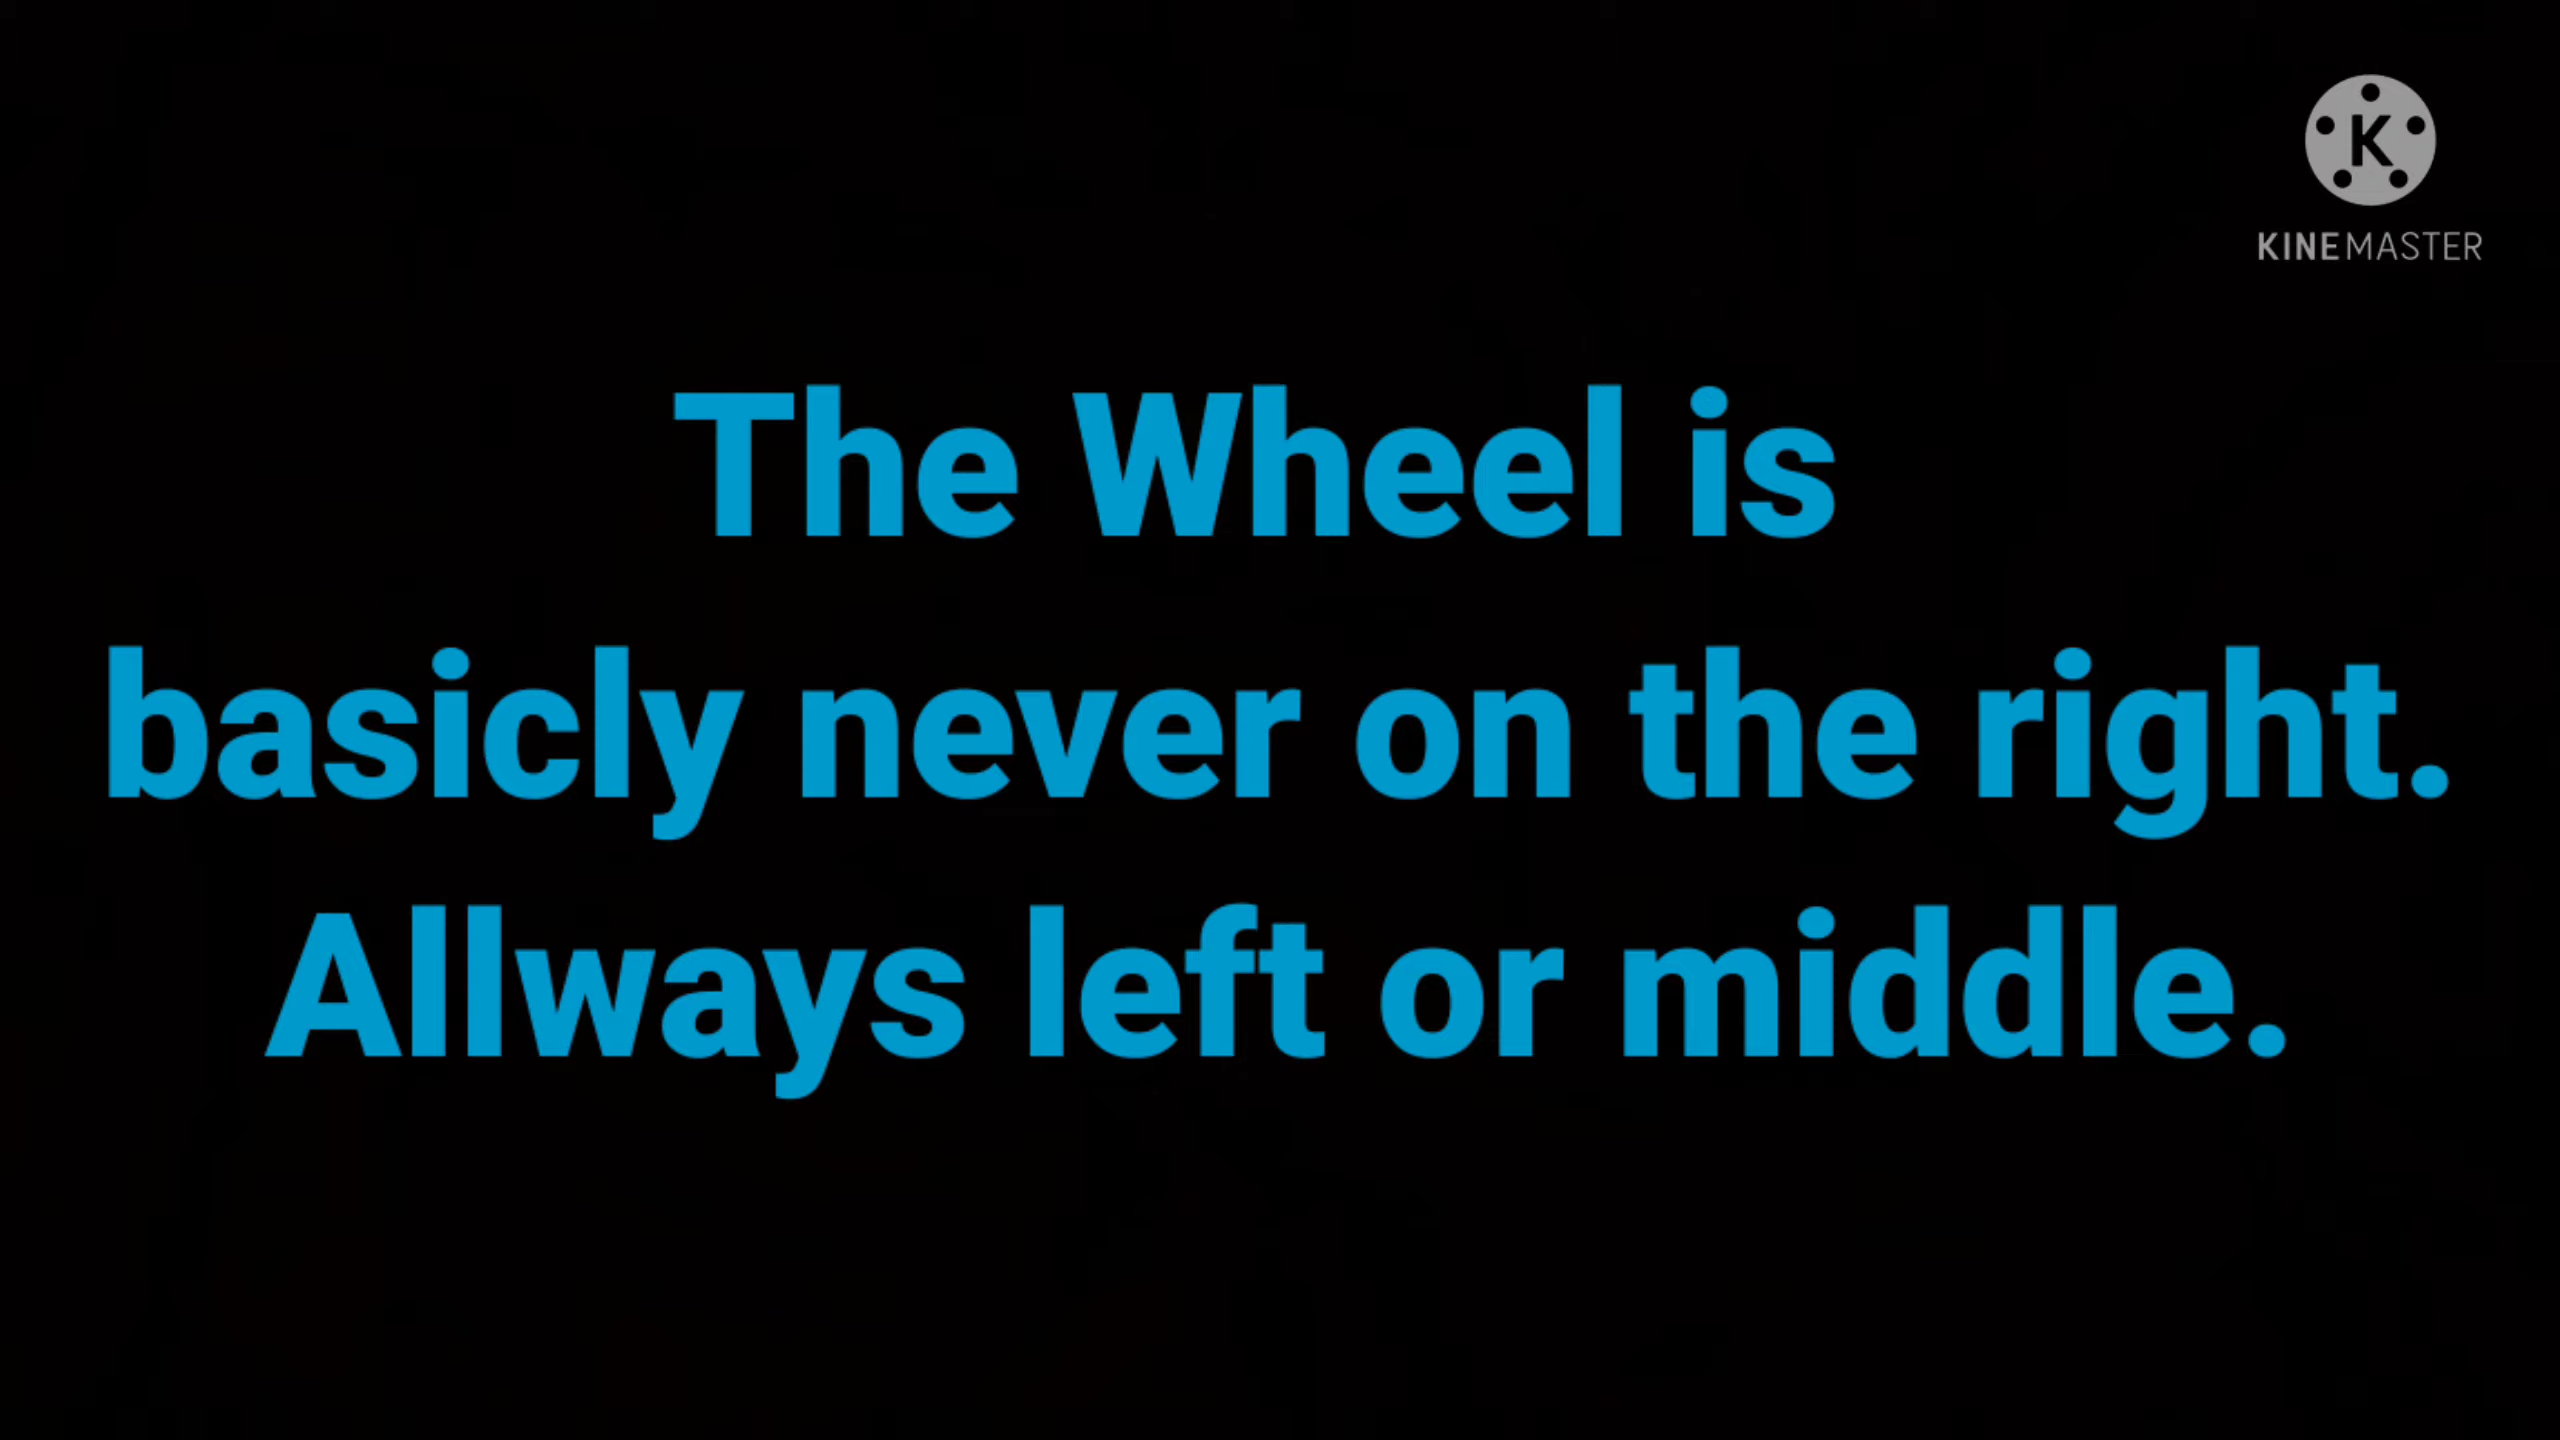 K
KINEMASTER
The Wheel is
basicly never on the right.
Allways left or middle.